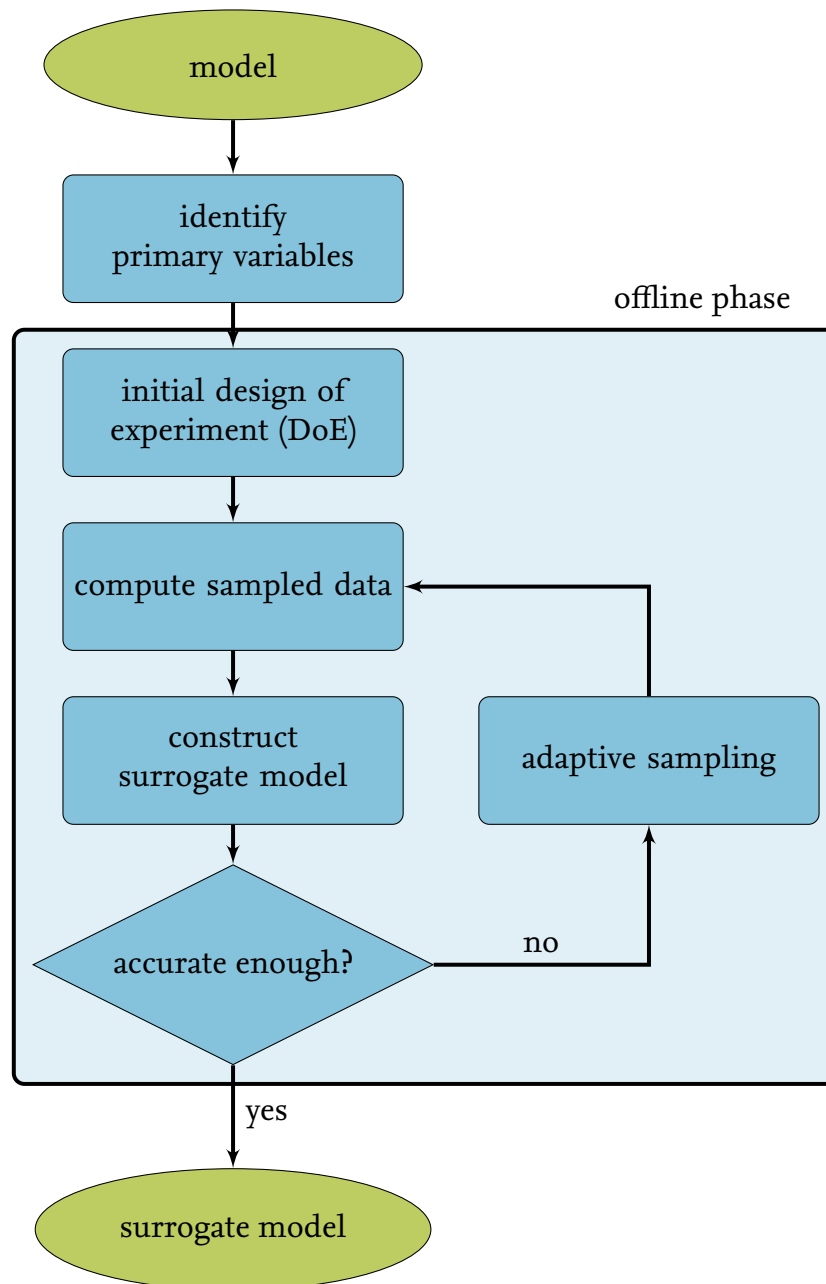 model
identify
primary variables
offline phase
initial design of
experiment (DoE)
compute sampled data
construct
surrogate model
adaptive sampling
accurate enough?
no
yes
surrogate model